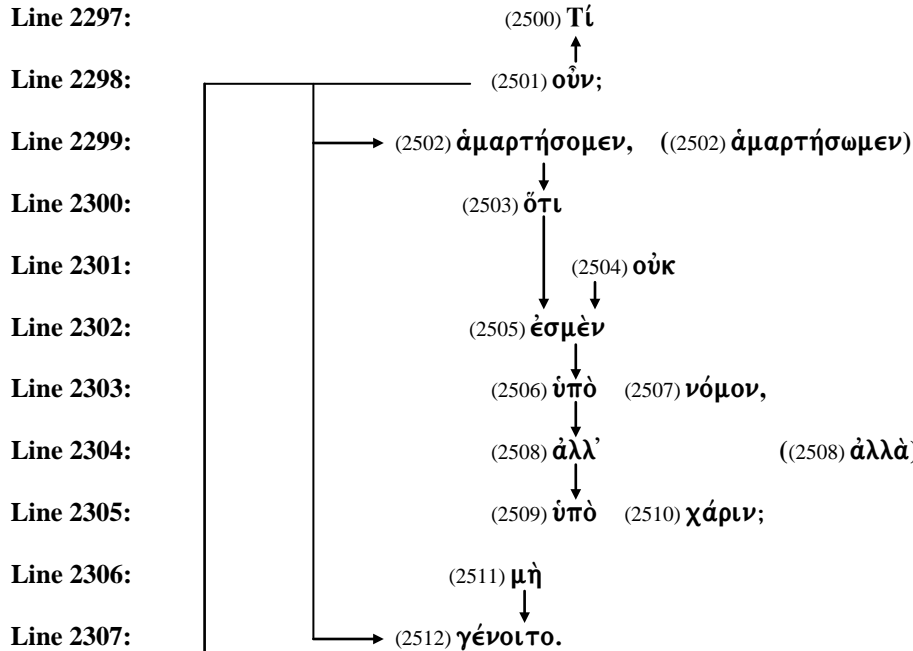 Line 2297: (2500) Τί
Line 2298: (2501) οὖν;
Line 2299: (2502) ἁμαρτήσομεν, ((2502) ἁμαρτήσωμεν)
Line 2300: (2503) ὅτι
Line 2301: (2504) οὐκ
Line 2302: (2505) ἐσμὲν
Line 2303: (2506) ὑπὸ (2507) νόμον,
Line 2304: (2508) ἀλλ’ ((2508) ἀλλὰ)
Line 2305: (2509) ὑπὸ (2510) χάριν;
Line 2306: (2511) μὴ
Line 2307: (2512) γένοιτο.